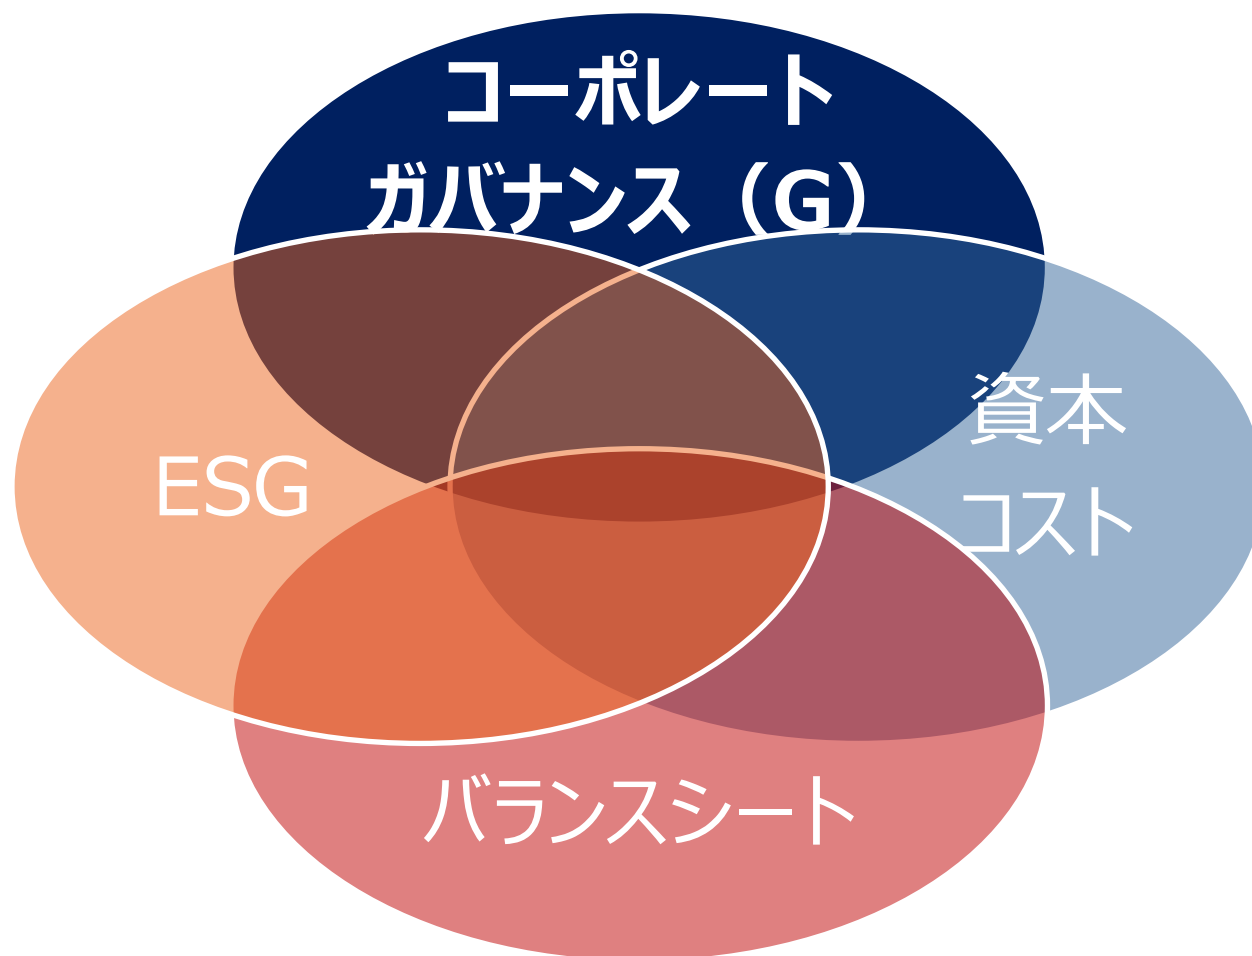 コーポレート
ガバナンス（G）
ESG
資本
コスト
バランスシート